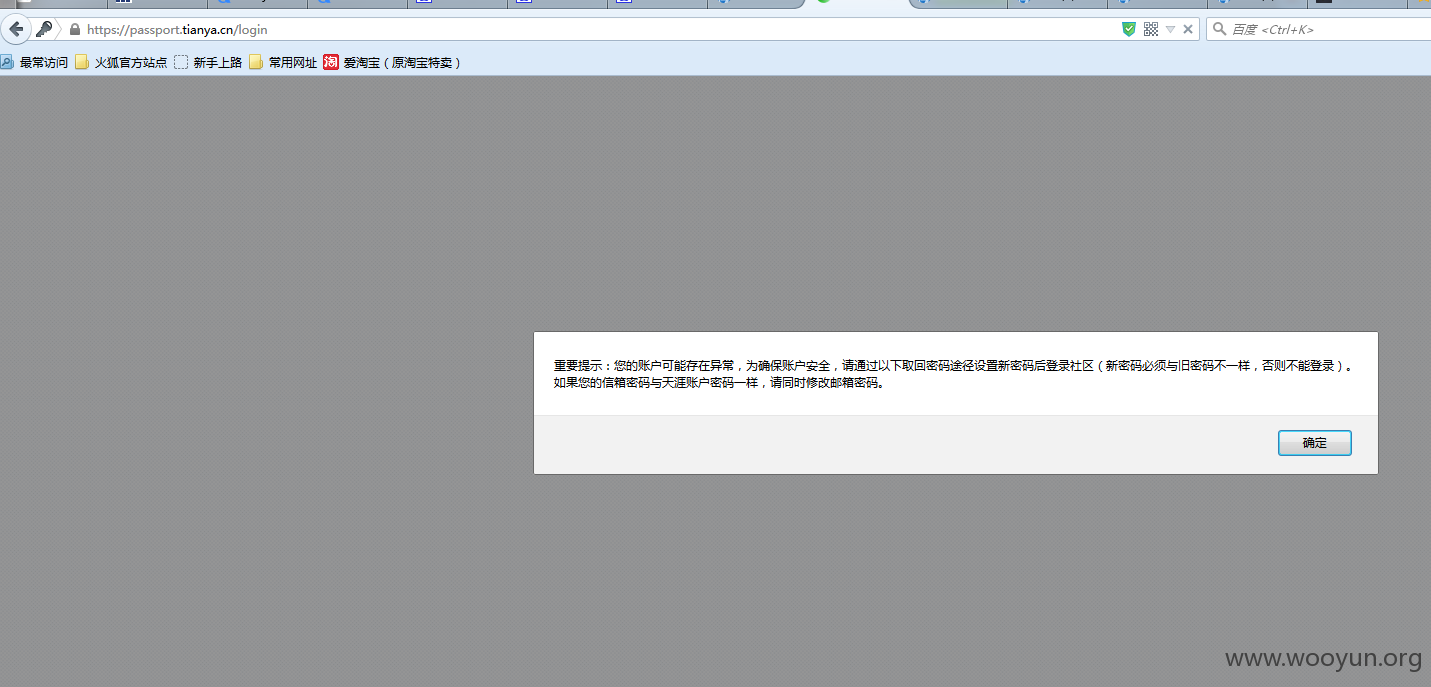 https://passport.tianya.cn/login
百度 <Ctrl+K>
最常访问 火狐官方站点 新手上路 常用网址 淘 爱淘宝（原淘宝特卖）
重要提示：您的账户可能存在异常，为确保账户安全，请通过以下取回密码途径设置新密码后登录社区（新密码必须与旧密码不一样，否则不能登录）。
如果您的信箱密码与天涯账户密码一样，请同时修改邮箱密码。
确定
www.wooyun.org